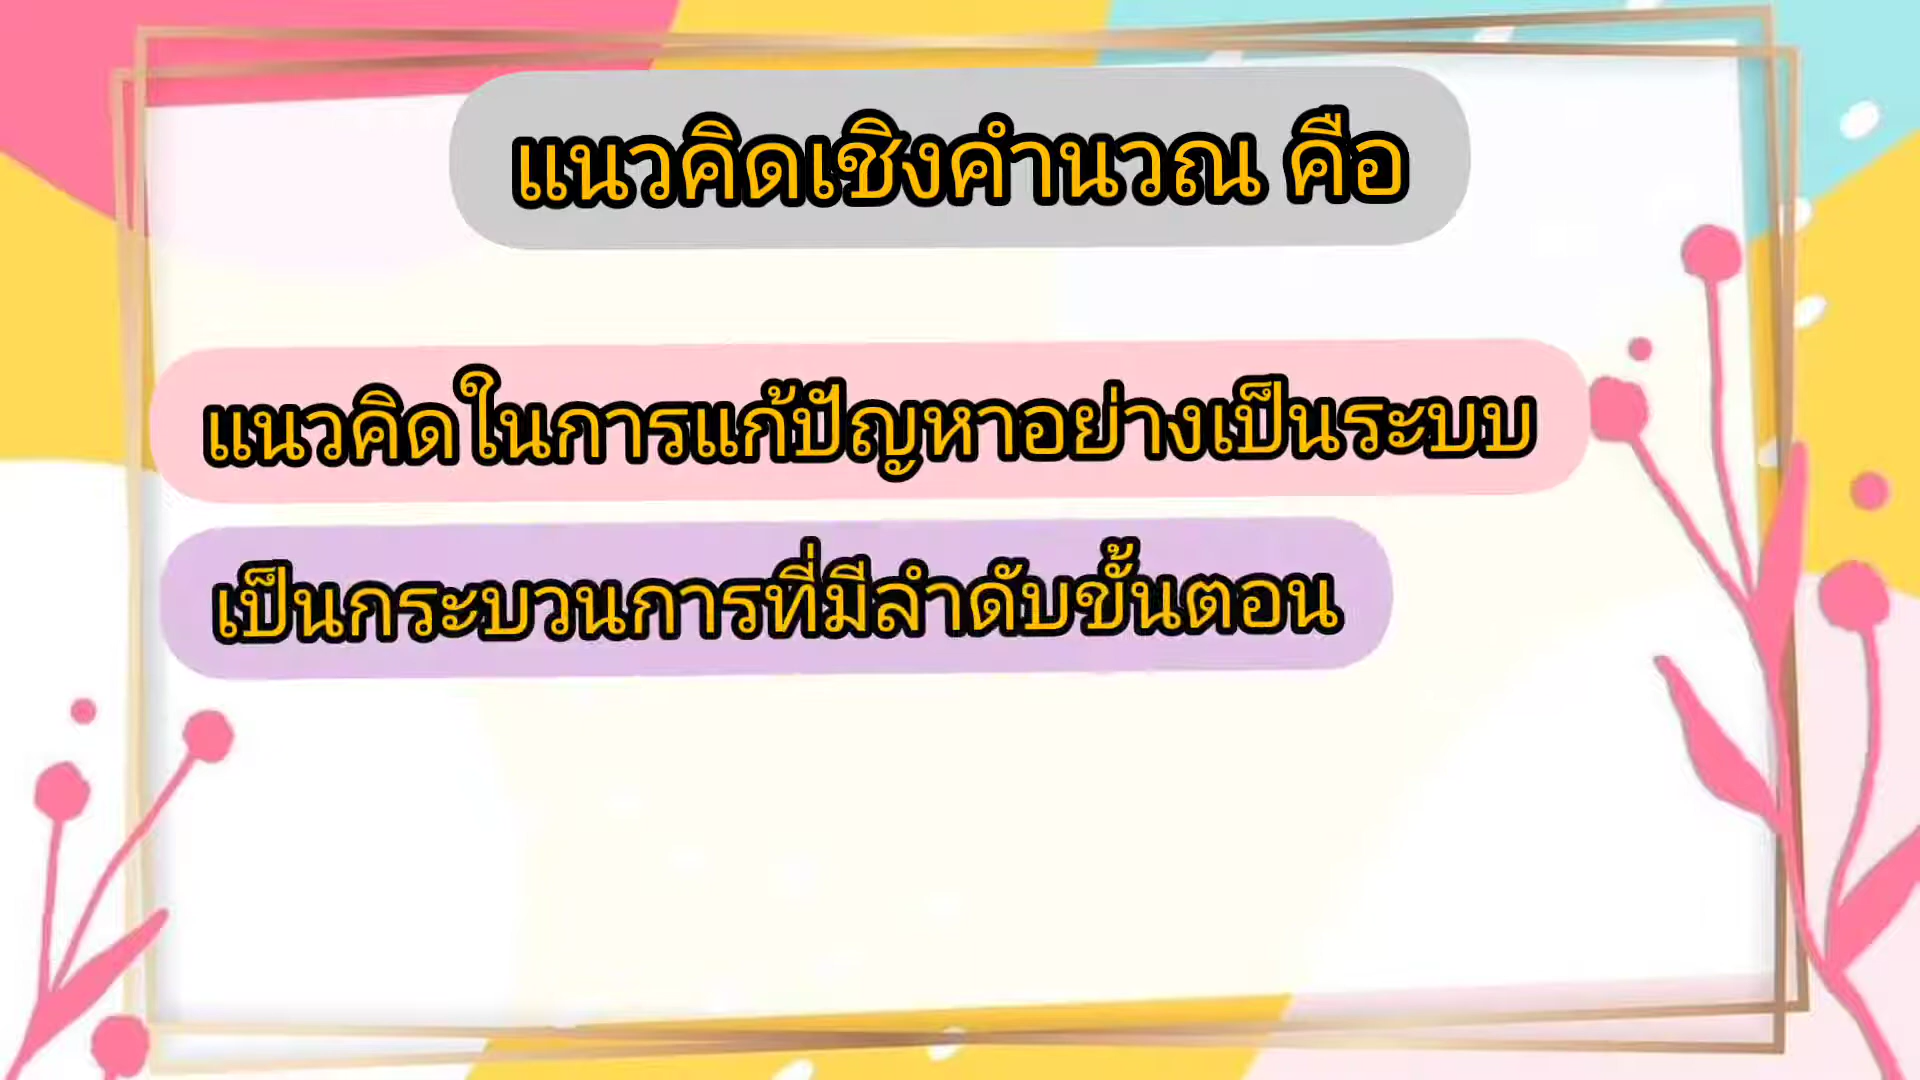 แนวคิดเชิงคำนวณ คือ
แนวคิดในการแก้ปัญหาอย่างเป็นระบบ
เป็นกระบวนการที่มีลำดับขั้นตอน